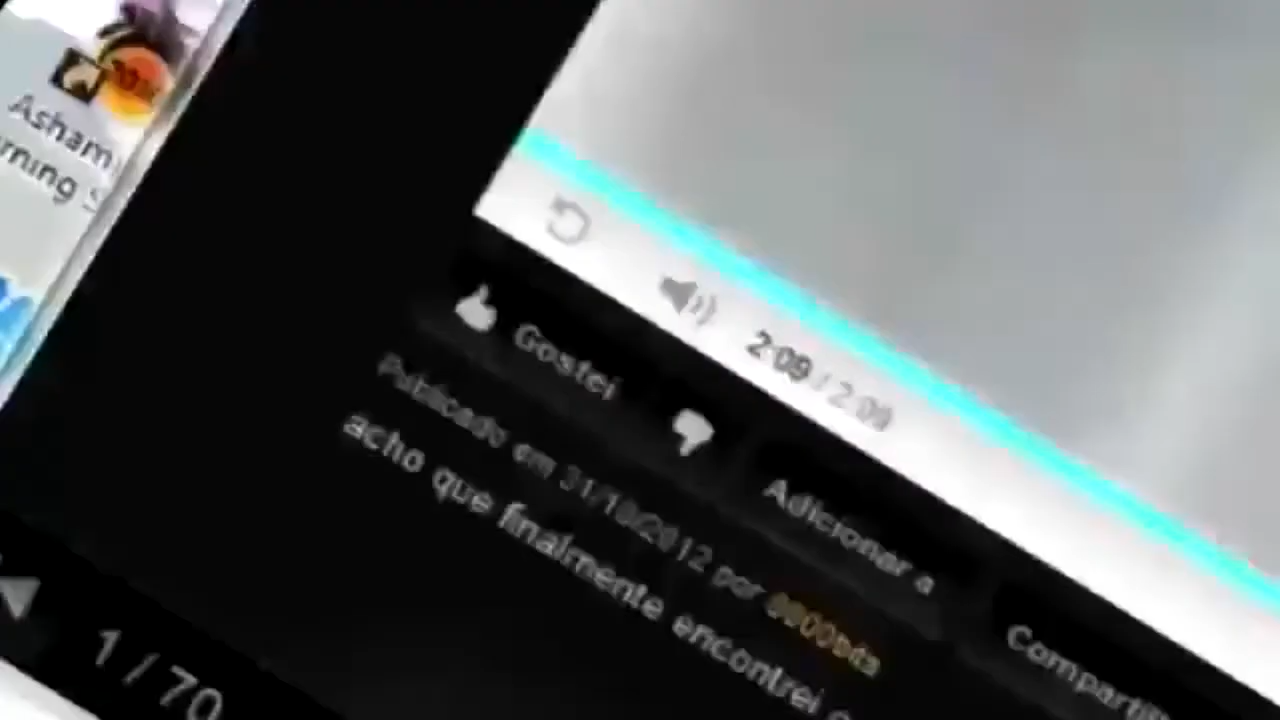 Asham
rning S
2:09 / 2:09
Gostei
Adicionar a
Compartil
Publicado em 31/10/2012 por
acho que finalmente encontrei o
1 / 70